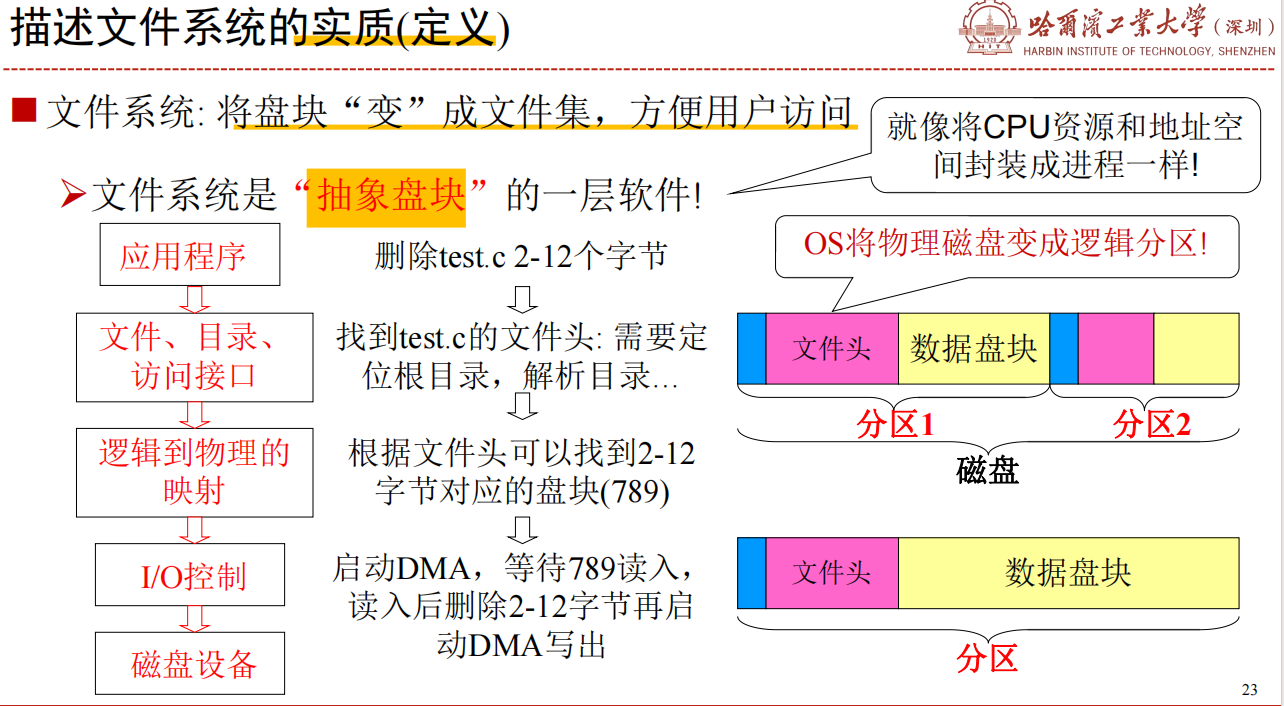 描述文件系统的实质(定义)
哈爾濱工業大學(深圳)
HARBIN INSTITUTE OF TECHNOLOGY, SHENZHEN
1920
HIT
文件系统: 将盘块“变”成文件集，方便用户访问
就像将CPU资源和地址空
间封装成进程一样!
文件系统是“抽象盘块”的一层软件!
应用程序
文件、目录、
访问接口
逻辑到物理的
映射
I/O控制
磁盘设备
删除test.c 2-12个字节
找到test.c的文件头: 需要定
位根目录，解析目录...
根据文件头可以找到2-12
字节对应的盘块(789)
启动DMA，等待789读入，
读入后删除2-12字节再启
动DMA写出
OS将物理磁盘变成逻辑分区!
文件头
数据盘块
分区1
分区2
磁盘
文件头
数据盘块
分区
23